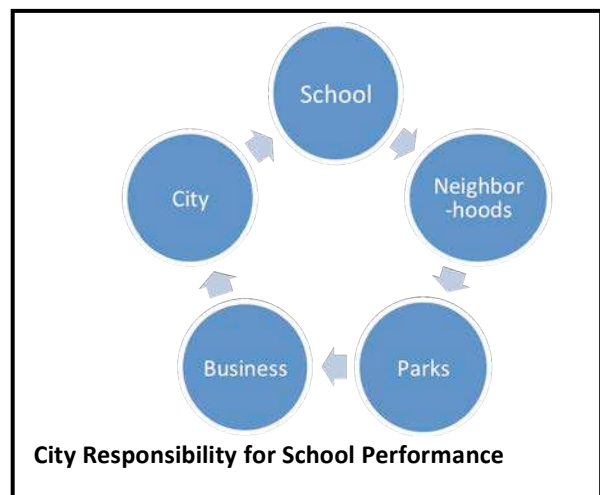 School
Neighbor
-hoods
Parks
Business
City
City Responsibility for School Performance